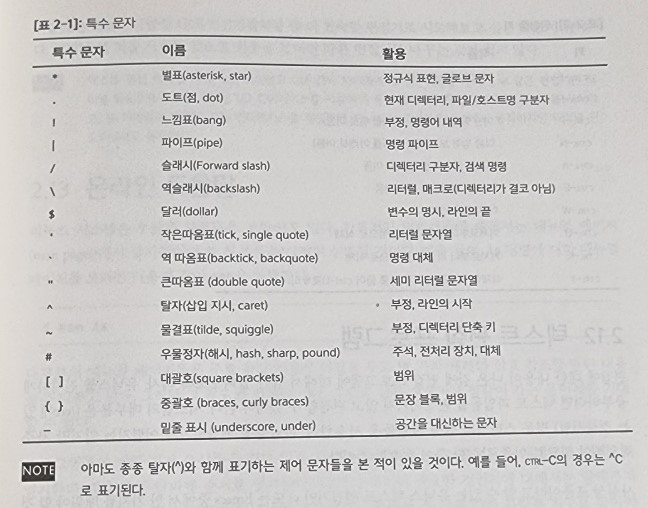 [표 2-1]: 특수 문자
특수 문자 이름 활용
* 별표(asterisk, star) 정규식 표현, 글로브 문자
. 도트(점, dot) 현재 디렉터리, 파일/호스트명 구분자
! 느낌표(bang) 부정, 명령어 내역
| 파이프(pipe) 명령 파이프
/ 슬래시(Forward slash) 디렉터리 구분자, 검색 명령
\ 역슬래시(backslash) 리터럴, 매크로(디렉터리가 결코 아님)
$ 달러(dollar) 변수의 명시, 라인의 끝
' 작은따옴표(tick, single quote) 리터럴 문자열
` 역 따옴표(backtick, backquote) 명령 대체
" 큰따옴표 (double quote) 세미 리터럴 문자열
^ 탈자(삽입 지시, caret) 부정, 라인의 시작
~ 물결표(tilde, squiggle) 부정, 디렉터리 단축 키
# 우물정자(해시, hash, sharp, pound) 주석, 전처리 장치, 대체
[ ] 대괄호(square brackets) 범위
{ } 중괄호 (braces, curly braces) 문장 블록, 범위
_ 밑줄 표시 (underscore, under) 공간을 대신하는 문자
NOTE 아마도 종종 탈자(^)와 함께 표기하는 제어 문자들을 본 적이 있을 것이다. 예를 들어, CTRL-C의 경우는 ^C
로 표기된다.